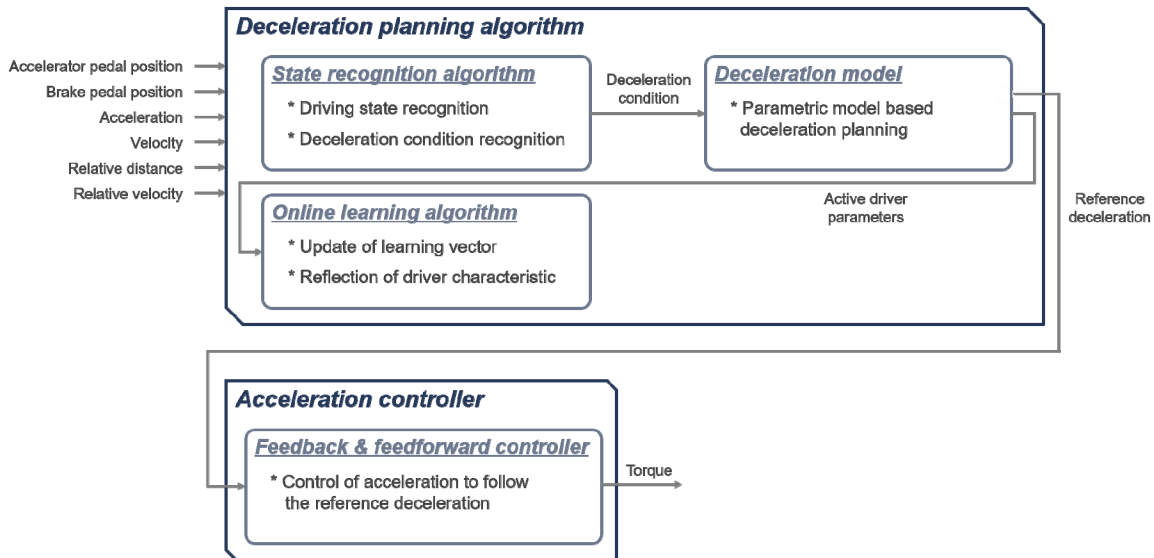 Deceleration planning algorithm
Accelerator pedal position
Brake pedal position
Acceleration
Velocity
Relative distance
Relative velocity
State recognition algorithm
* Driving state recognition
* Deceleration condition recognition
Deceleration
condition
Deceleration model
* Parametric model based
deceleration planning
Active driver
parameters
Reference
deceleration
Online learning algorithm
* Update of learning vector
* Reflection of driver characteristic
Acceleration controller
Feedback & feedforward controller
* Control of acceleration to follow
the reference deceleration
Torque